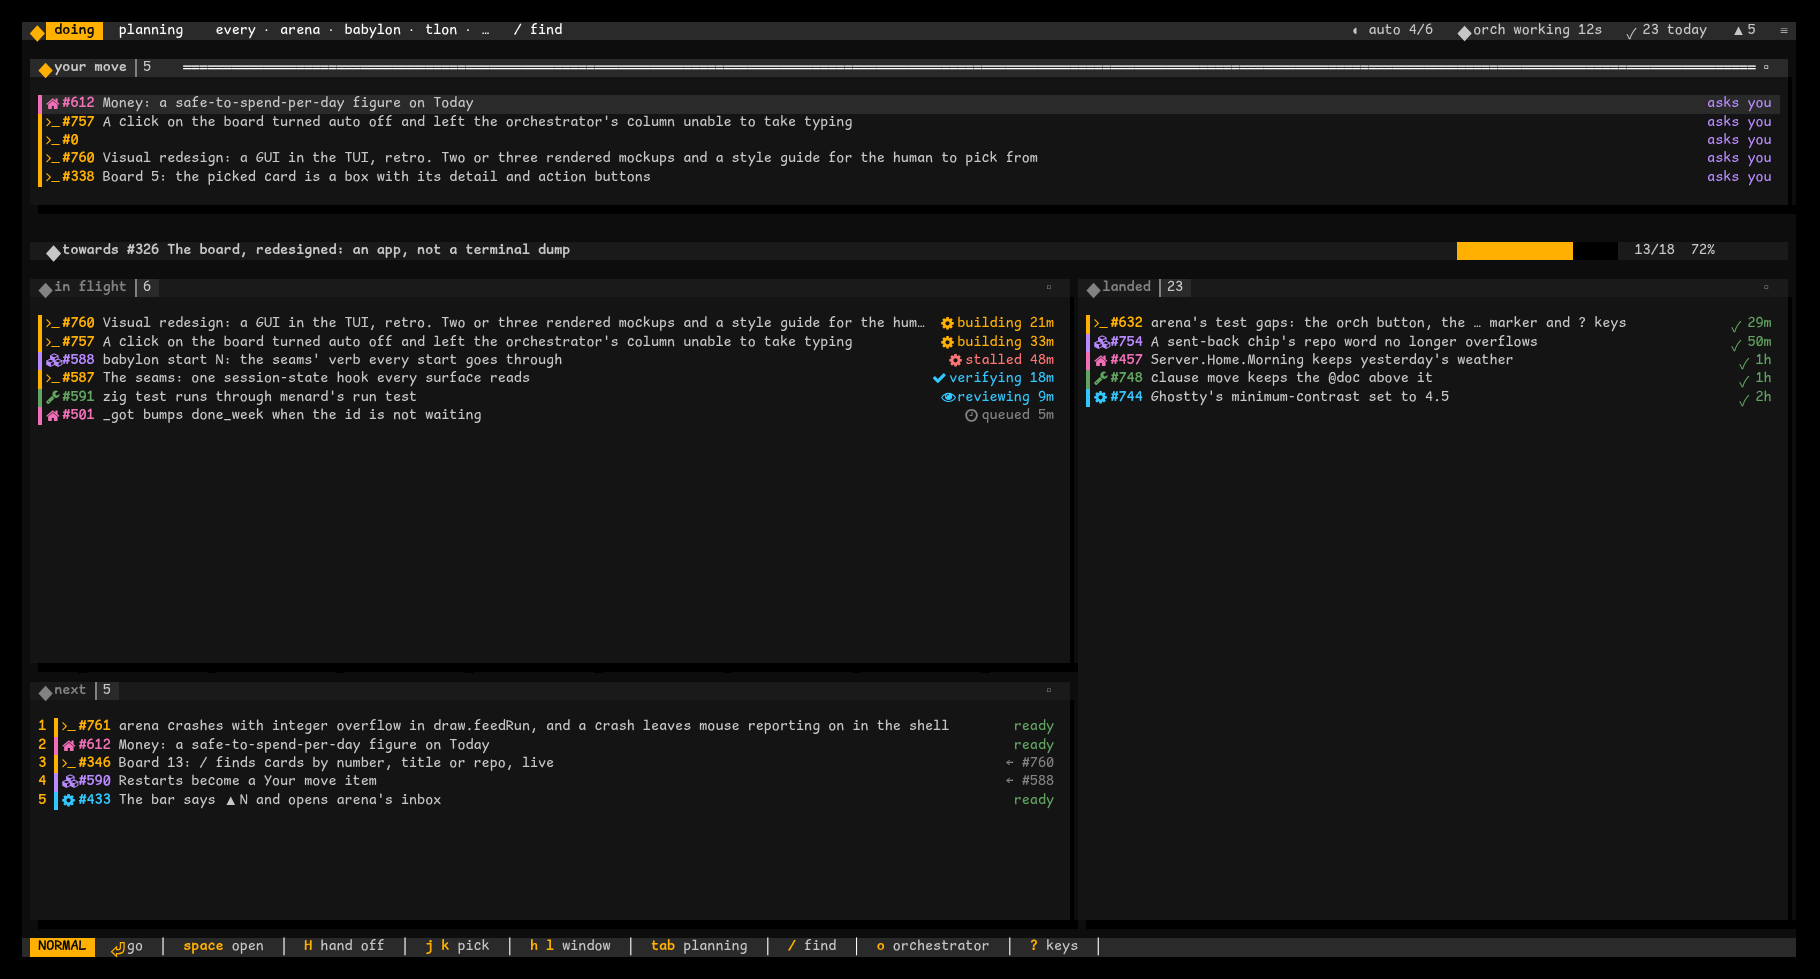 doing planning every · arena · babylon · tlon · … / find auto 4/6 orch working 12s ✓ 23 today ▲5 ≡
your move 5
#612 Money: a safe-to-spend-per-day figure on Today asks you
>_#757 A click on the board turned auto off and left the orchestrator's column unable to take typing asks you
>_#0 asks you
>_#760 Visual redesign: a GUI in the TUI, retro. Two or three rendered mockups and a style guide for the human to pick from asks you
>_#338 Board 5: the picked card is a box with its detail and action buttons asks you
towards #326 The board, redesigned: an app, not a terminal dump 13/18 72%
in flight 6
>_#760 Visual redesign: a GUI in the TUI, retro. Two or three rendered mockups and a style guide for the hum… building 21m
>_#757 A click on the board turned auto off and left the orchestrator's column unable to take typing building 33m
#588 babylon start N: the seams' verb every start goes through stalled 48m
>_#587 The seams: one session-state hook every surface reads ✓verifying 18m
#591 zig test runs through menard's run test reviewing 9m
#501 _got bumps done_week when the id is not waiting queued 5m
landed 23
>_#632 arena's test gaps: the orch button, the … marker and ? keys ✓ 29m
#754 A sent-back chip's repo word no longer overflows ✓ 50m
#457 Server.Home.Morning keeps yesterday's weather ✓ 1h
#748 clause move keeps the @doc above it ✓ 1h
#744 Ghostty's minimum-contrast set to 4.5 ✓ 2h
next 5
1 >_#761 arena crashes with integer overflow in draw.feedRun, and a crash leaves mouse reporting on in the shell ready
2 #612 Money: a safe-to-spend-per-day figure on Today ready
3 >_#346 Board 13: / finds cards by number, title or repo, live ← #760
4 #590 Restarts become a Your move item ← #588
5 #433 The bar says ▲N and opens arena's inbox ready
NORMAL ⏎go | space open | H hand off | j k pick | h l window | tab planning | / find | o orchestrator | ? keys |